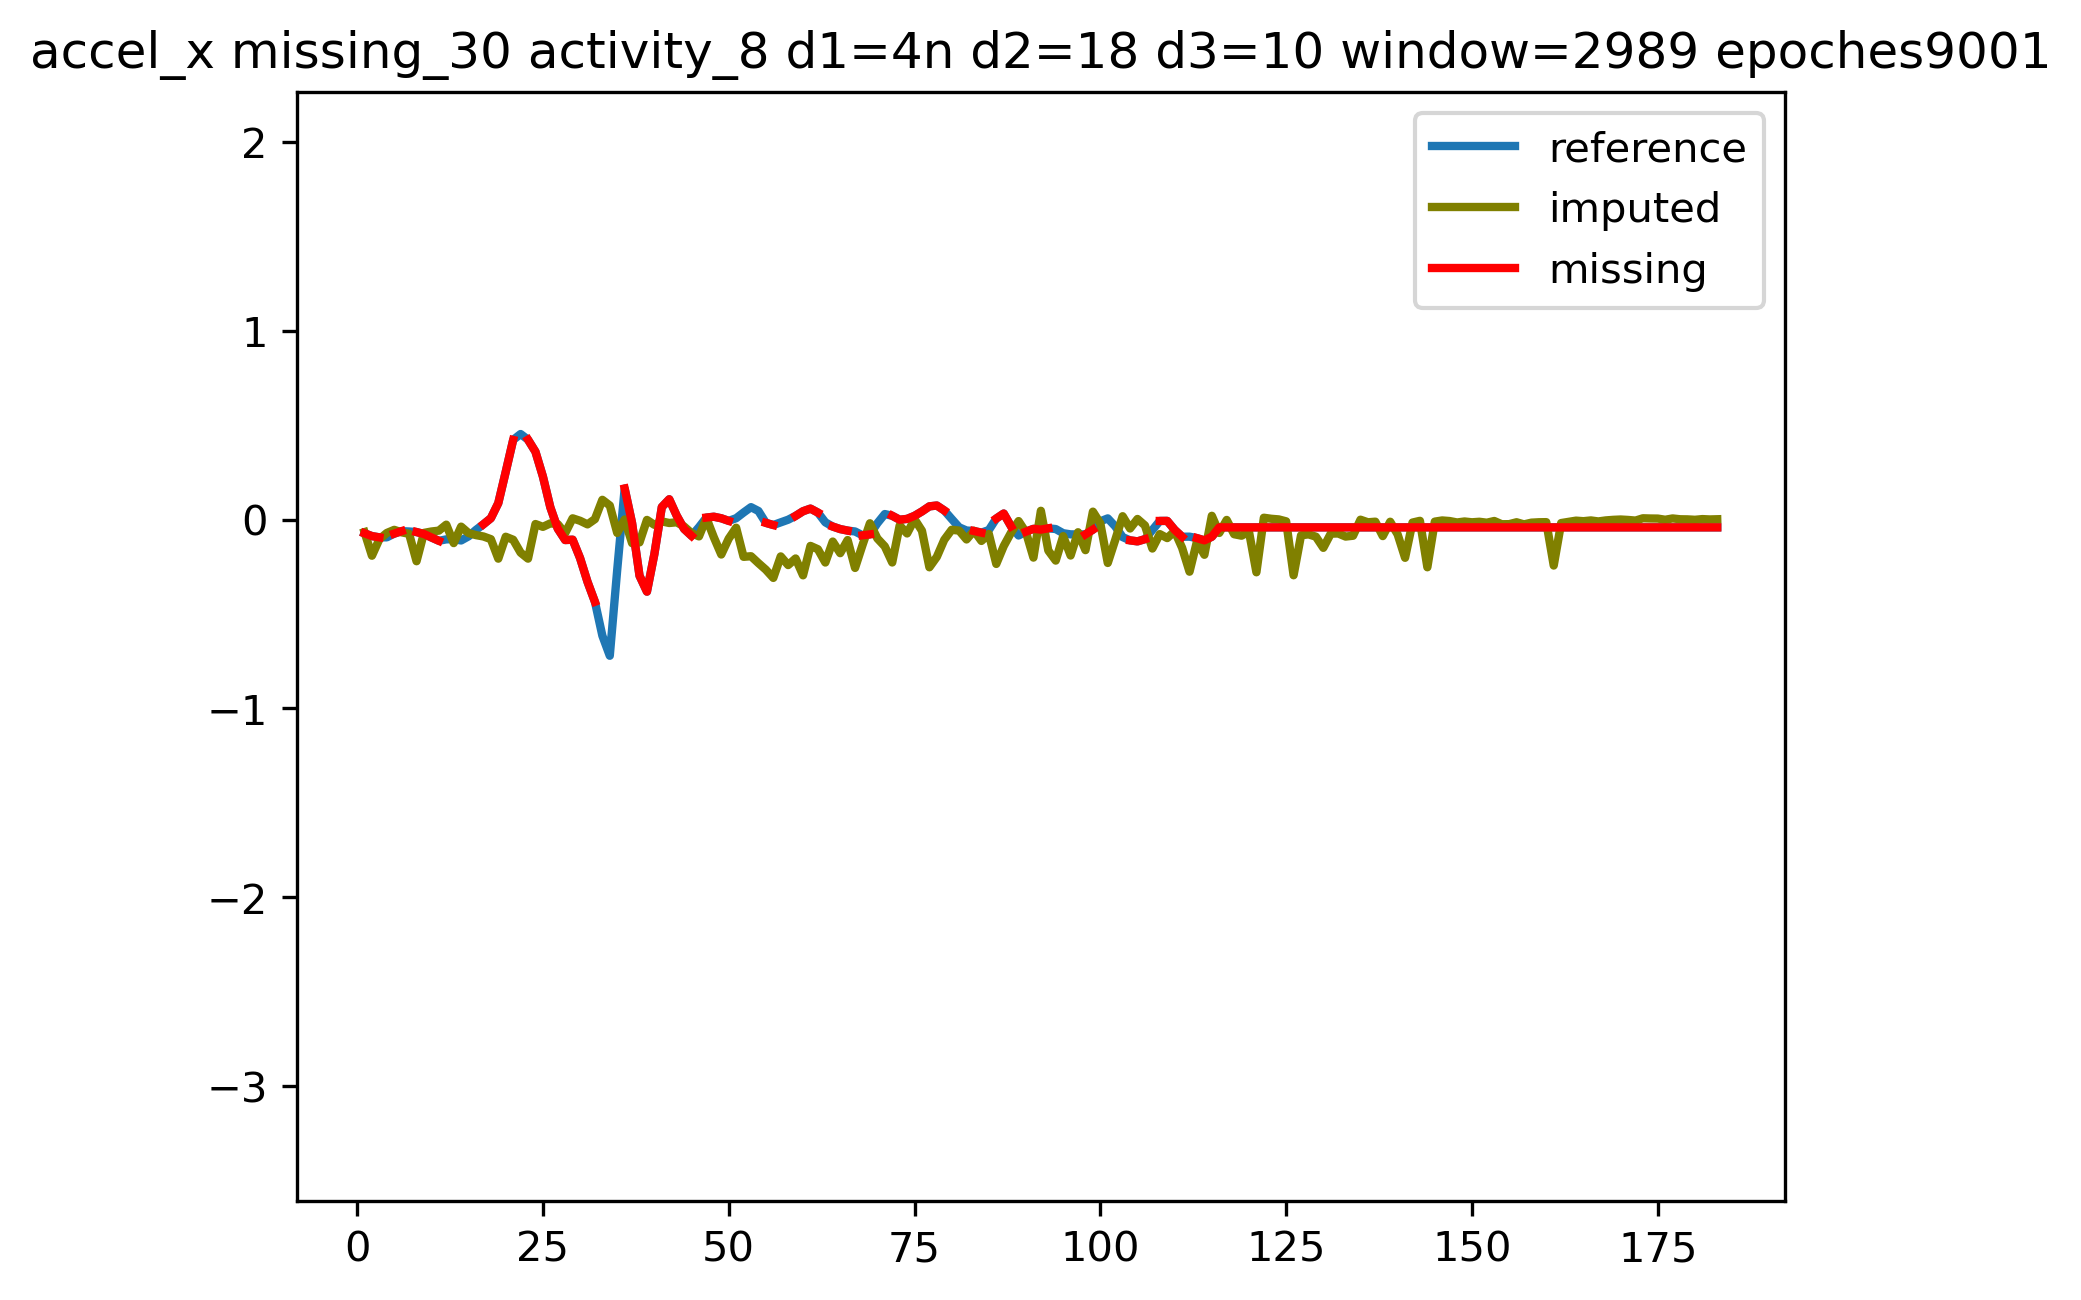 accel_x missing_30 activity_8 d1=4n d2=18 d3=10 window=2989 epoches9001
reference
imputed
missing
2
1
0
−1
−2
−3
0 25 50 75 100 125 150 175